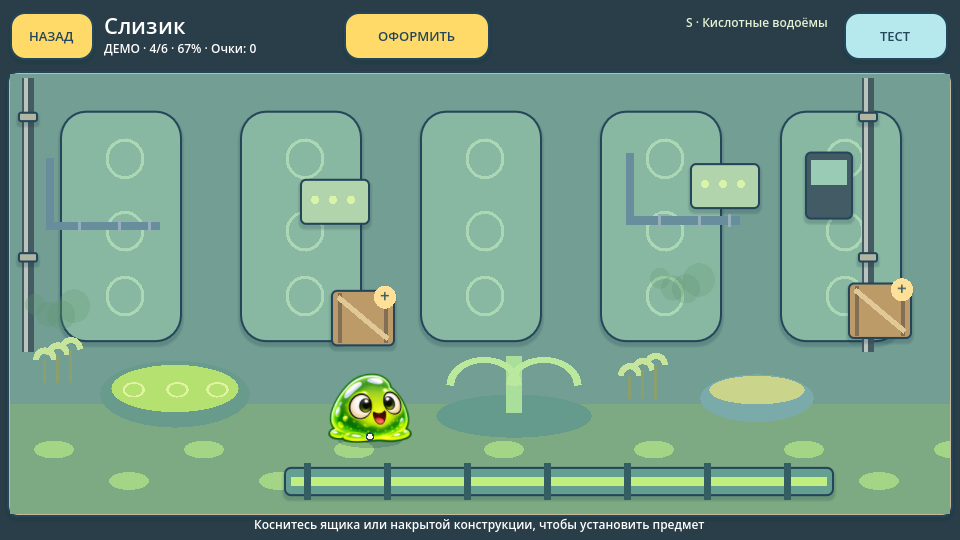 НАЗАД
Слизик
ДЕМО · 4/6 · 67% · Очки: 0
ОФОРМИТЬ
S · Кислотные водоёмы
ТЕСТ
+
+
Коснитесь ящика или накрытой конструкции, чтобы установить предмет